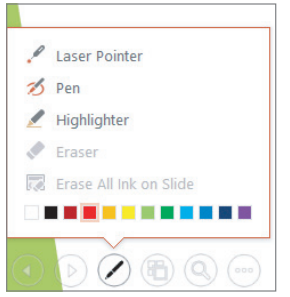 Laser Pointer
Pen
Highlighter
Eraser
Erase All Ink on Slide